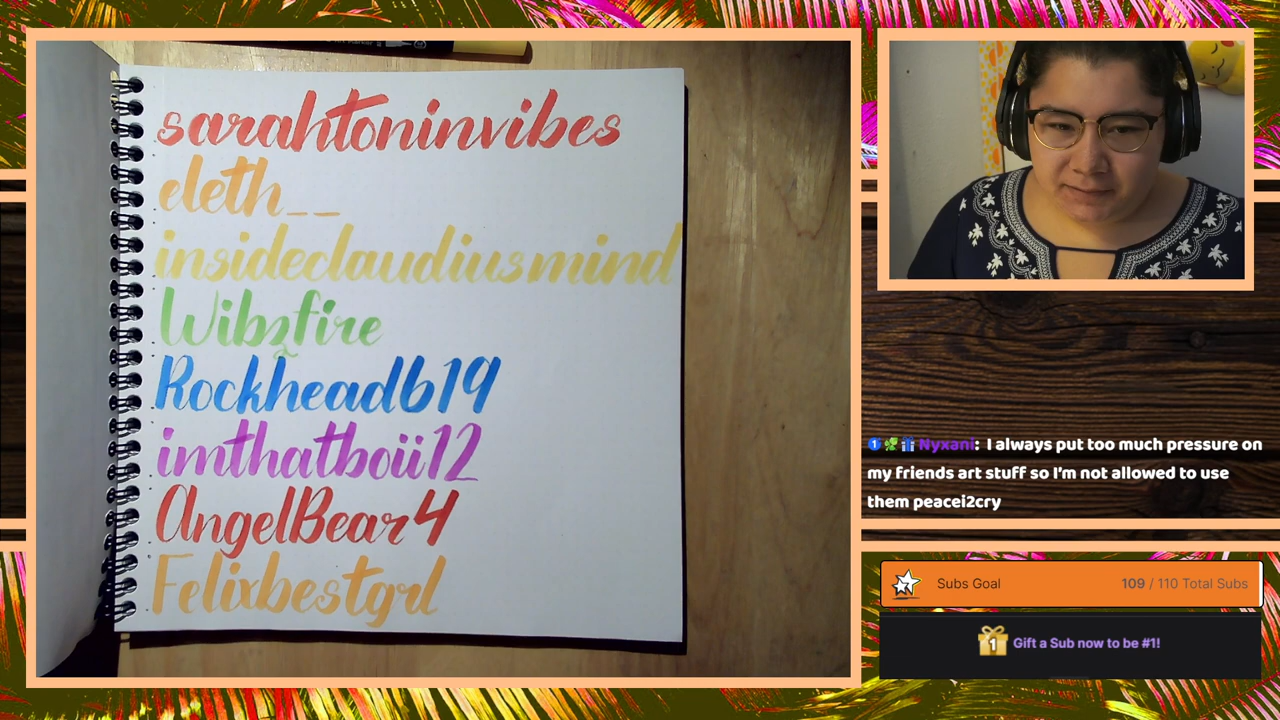 sarahtoninvibes
eleth__
insideclaudiusmind
Wibzfire
Rockhead619
imthatboii12
AngelBear4
Felixbestgrl
Nyxani: I always put too much pressure on
my friends art stuff so I'm not allowed to use
them peacei2cry
Subs Goal 109 / 110 Total Subs
1 Gift a Sub now to be #1!